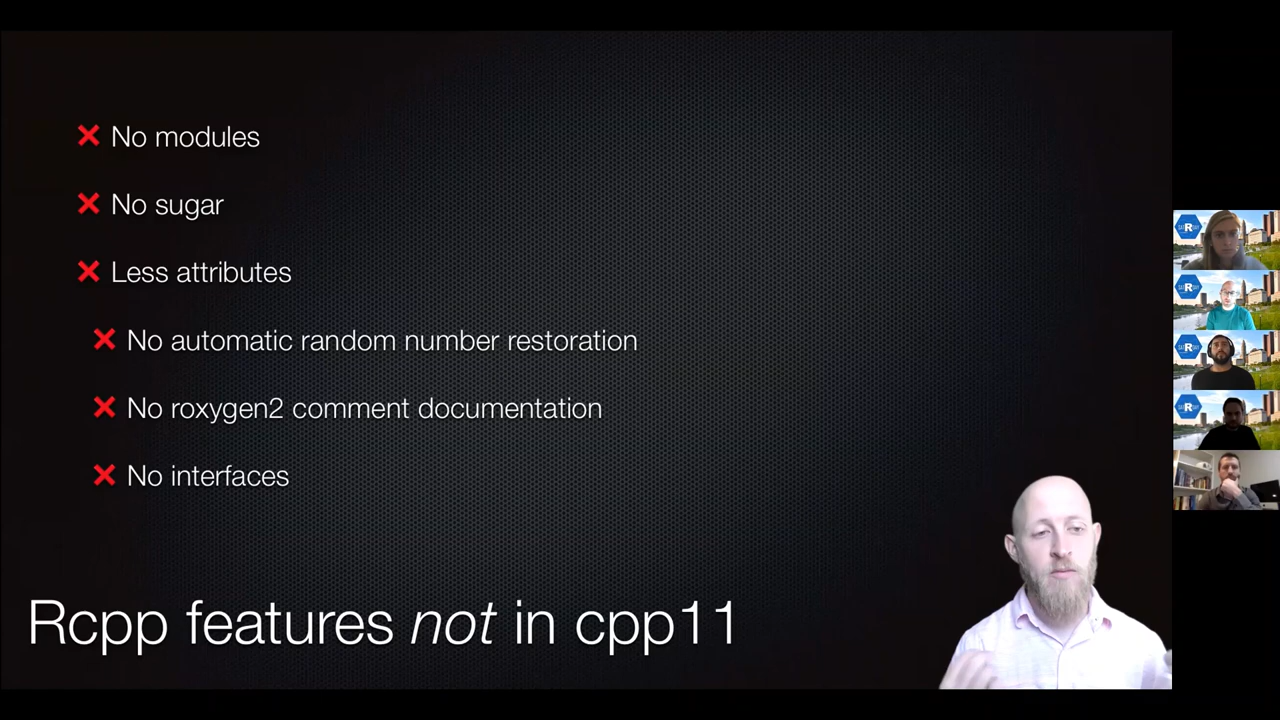 No modules
No sugar
Less attributes
No automatic random number restoration
No roxygen2 comment documentation
No interfaces
Rcpp features not in cpp11
R
R
R
R